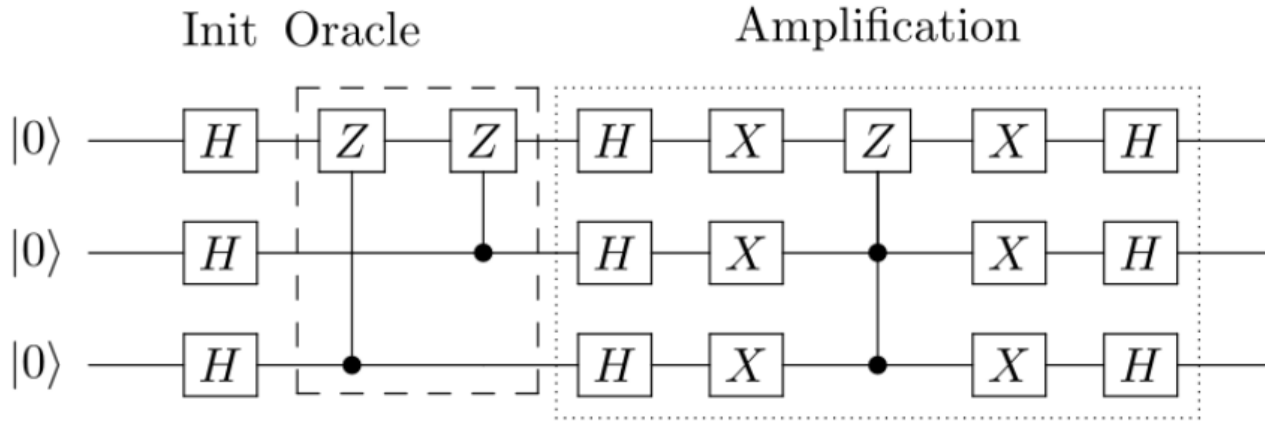 Init Oracle Amplification
|0⟩ H Z Z H X Z X H
|0⟩ H H X X H
|0⟩ H H X X H